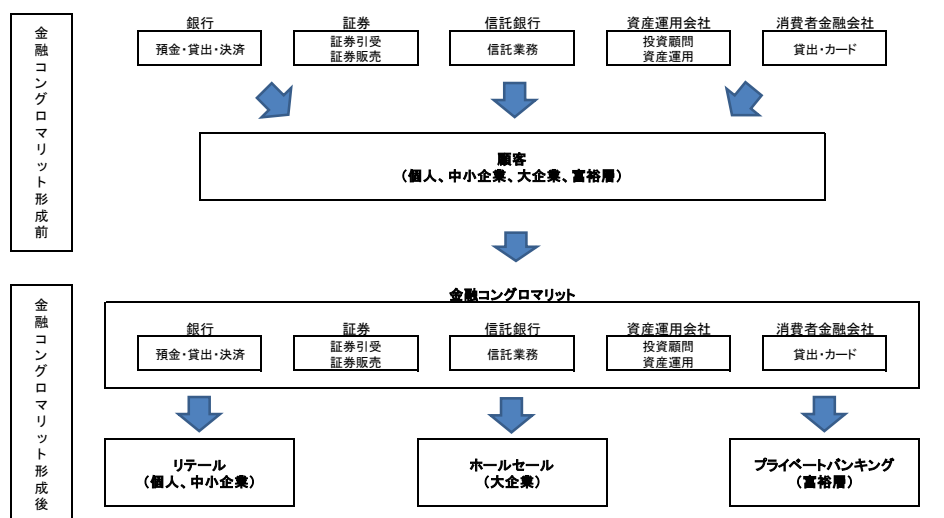 金融コングロマリット形成前
銀行
預金・貸出・決済
証券
証券引受
証券販売
信託銀行
信託業務
資産運用会社
投資顧問
資産運用
消費者金融会社
貸出・カード
顧客
（個人、中小企業、大企業、富裕層）
金融コングロマリット形成後
金融コングロマリット
銀行
預金・貸出・決済
証券
証券引受
証券販売
信託銀行
信託業務
資産運用会社
投資顧問
資産運用
消費者金融会社
貸出・カード
リテール
（個人、中小企業）
ホールセール
（大企業）
プライベートバンキング
（富裕層）